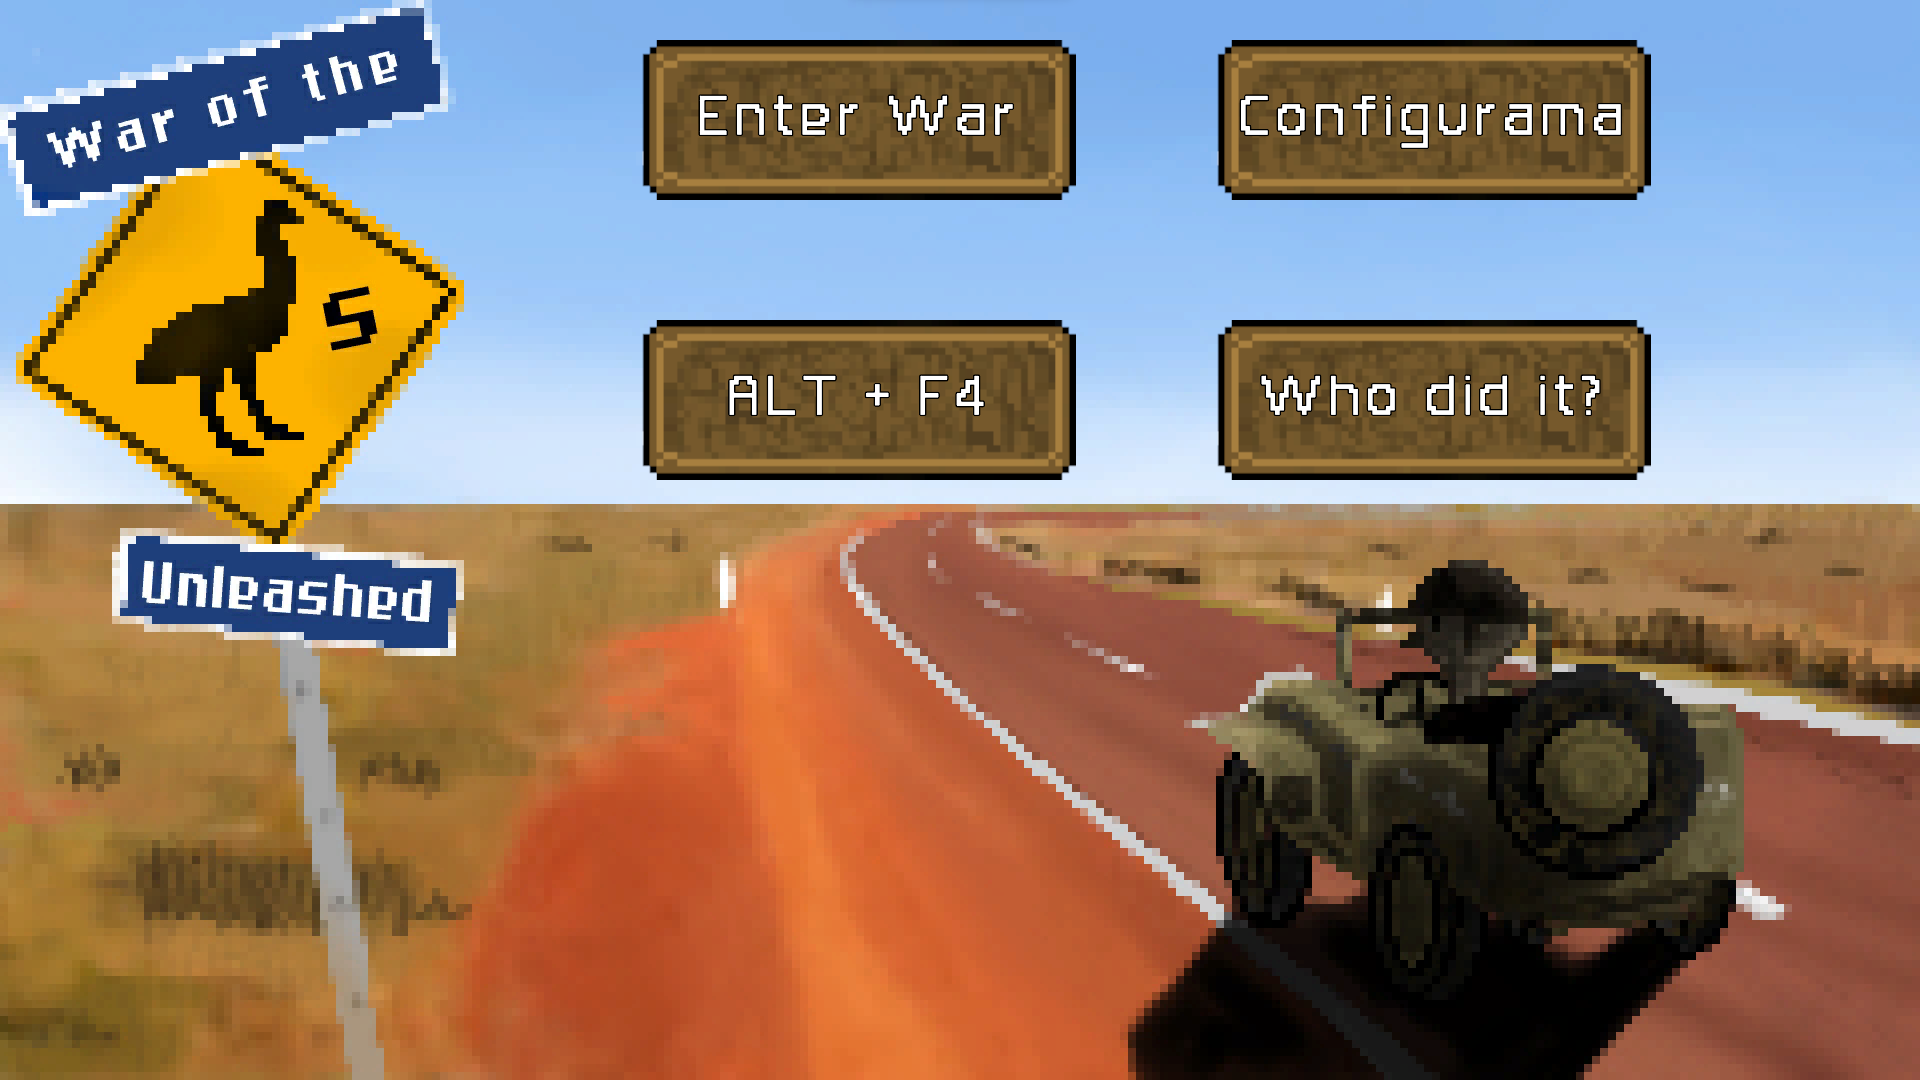 War of the
S
Unleashed
Enter War
Configurama
ALT + F4
Who did it?